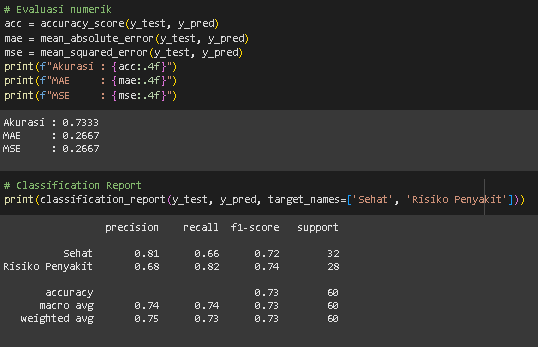 # Evaluasi numerik
acc = accuracy_score(y_test, y_pred)
mae = mean_absolute_error(y_test, y_pred)
mse = mean_squared_error(y_test, y_pred)
print(f"Akurasi : {acc:.4f}")
print(f"MAE     : {mae:.4f}")
print(f"MSE     : {mse:.4f}")
Akurasi : 0.7333
MAE     : 0.2667
MSE     : 0.2667
# Classification Report
print(classification_report(y_test, y_pred, target_names=['Sehat', 'Risiko Penyakit']))
precision    recall  f1-score   support
Sehat       0.81      0.66      0.72        32
Risiko Penyakit       0.68      0.82      0.74        28
accuracy                           0.73        60
macro avg       0.74      0.74      0.73        60
weighted avg       0.75      0.73      0.73        60